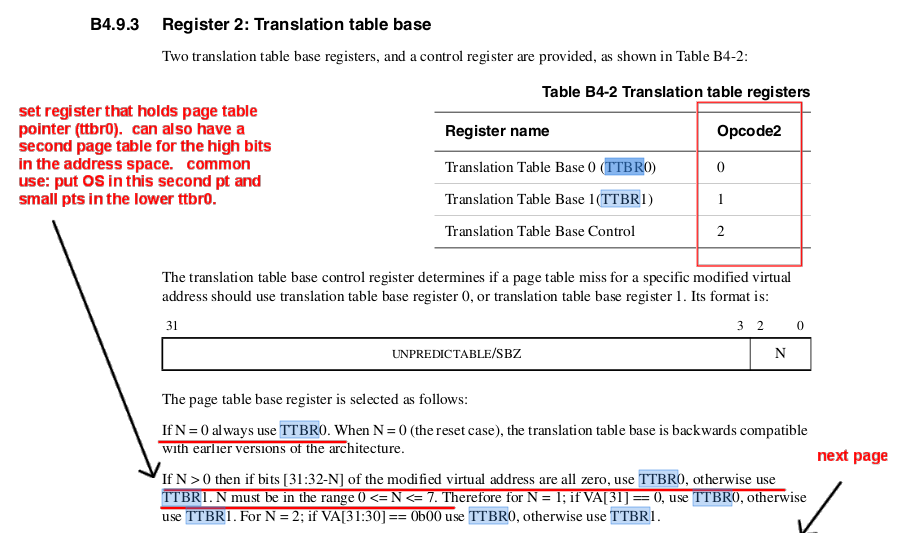 B4.9.3 Register 2: Translation table base
Two translation table base registers, and a control register are provided, as shown in Table B4-2:
set register that holds page table
pointer (ttbr0). can also have a
second page table for the high bits
in the address space. common
use: put OS in this second pt and
small pts in the lower ttbr0.
Table B4-2 Translation table registers
Register name Opcode2
Translation Table Base 0 (TTBR0) 0
Translation Table Base 1(TTBR1) 1
Translation Table Base Control 2
The translation table base control register determines if a page table miss for a specific modified virtual
address should use translation table base register 0, or translation table base register 1. Its format is:
31 3 2 0
UNPREDICTABLE/SBZ N
The page table base register is selected as follows:
If N = 0 always use TTBR0. When N = 0 (the reset case), the translation table base is backwards compatible
with earlier versions of the architecture.
next page
If N > 0 then if bits [31:32-N] of the modified virtual address are all zero, use TTBR0, otherwise use
TTBR1. N must be in the range 0 <= N <= 7. Therefore for N = 1; if VA[31] == 0, use TTBR0, otherwise
use TTBR1. For N = 2; if VA[31:30] == 0b00 use TTBR0, otherwise use TTBR1.